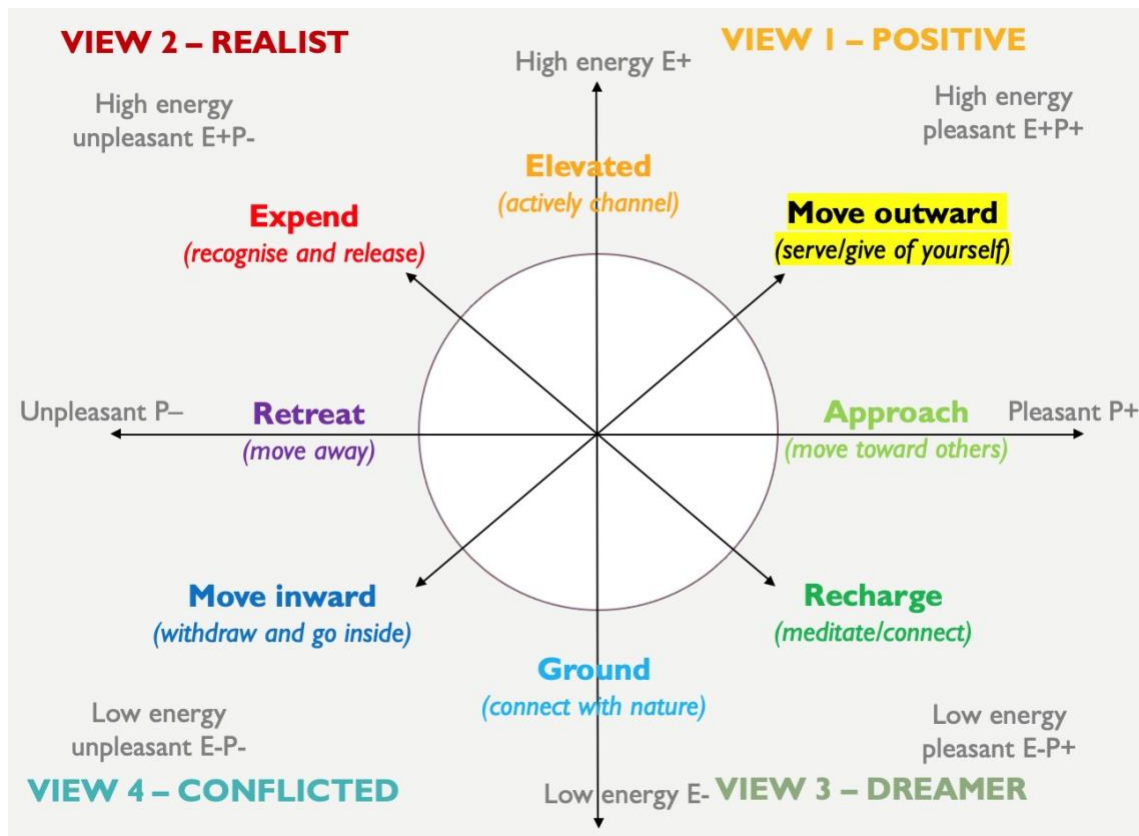 VIEW 2 – REALIST
VIEW 1 – POSITIVE
High energy E+
High energy
unpleasant E+P-
High energy
pleasant E+P+
Elevated
(actively channel)
Expend
(recognise and release)
Move outward
(serve/give of yourself)
Unpleasant P–
Retreat
(move away)
Approach
(move toward others)
Pleasant P+
Move inward
(withdraw and go inside)
Recharge
(meditate/connect)
Ground
(connect with nature)
Low energy
unpleasant E-P-
Low energy
pleasant E-P+
VIEW 4 – CONFLICTED
Low energy E-
VIEW 3 – DREAMER